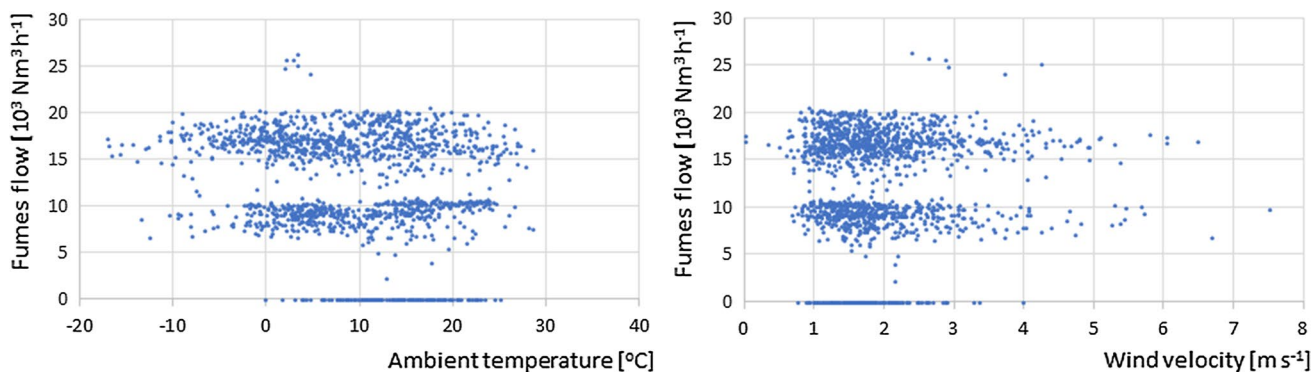 Fumes flow [10³ Nm³ h⁻¹]
30
25
20
15
10
5
0
-20 -10 0 10 20 30 40
Ambient temperature [°C]
Fumes flow [10³ Nm³ h⁻¹]
30
25
20
15
10
5
0
0 1 2 3 4 5 6 7 8
Wind velocity [m s⁻¹]